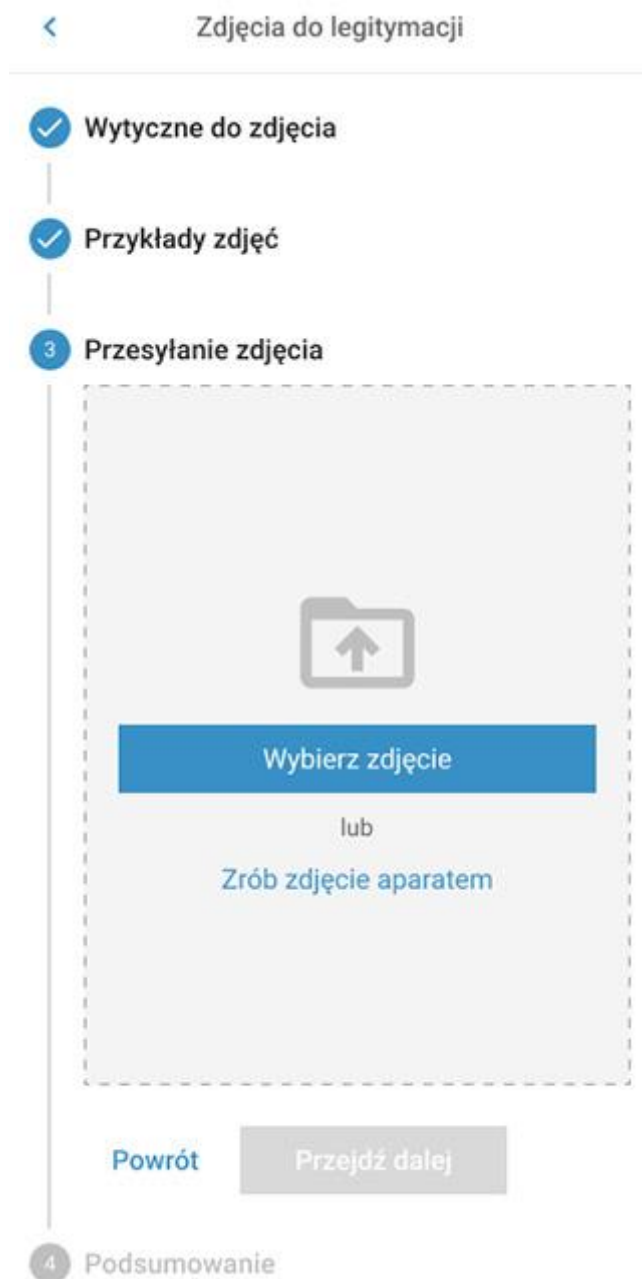 Zdjęcia do legitymacji
Wytyczne do zdjęcia
Przykłady zdjęć
3 Przesyłanie zdjęcia
Wybierz zdjęcie
lub
Zrób zdjęcie aparatem
Powrót Przejdź dalej
4 Podsumowanie